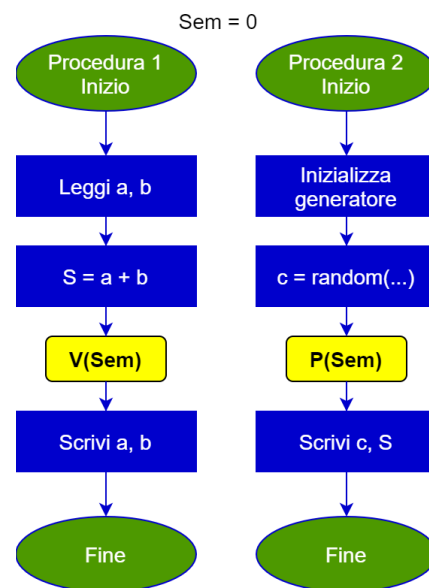 Sem = 0
Procedura 1
Inizio
Leggi a, b
S = a + b
V(Sem)
Scrivi a, b
Fine
Procedura 2
Inizio
Inizializza
generatore
c = random(...)
P(Sem)
Scrivi c, S
Fine